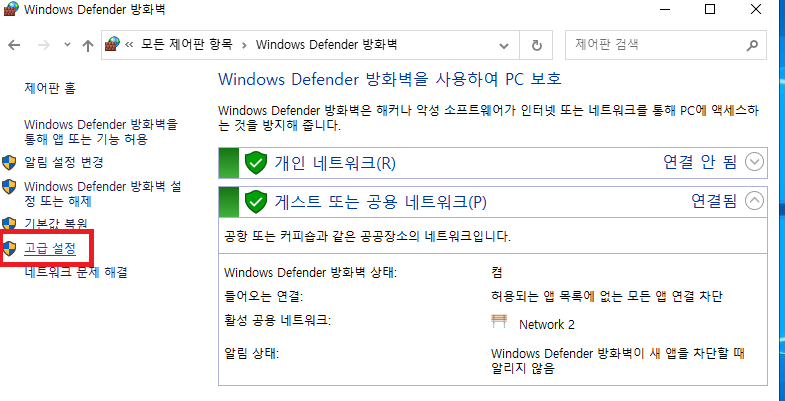 Windows Defender 방화벽
« 모든 제어판 항목 > Windows Defender 방화벽
제어판 검색
제어판 홈
Windows Defender 방화벽을
통해 앱 또는 기능 허용
알림 설정 변경
Windows Defender 방화벽 설
정 또는 해제
기본값 복원
고급 설정
네트워크 문제 해결
Windows Defender 방화벽을 사용하여 PC 보호
Windows Defender 방화벽은 해커나 악성 소프트웨어가 인터넷 또는 네트워크를 통해 PC에 액세스하
는 것을 방지해 줍니다.
개인 네트워크(R) 연결 안 됨
게스트 또는 공용 네트워크(P) 연결됨
공항 또는 커피숍과 같은 공공장소의 네트워크입니다.
Windows Defender 방화벽 상태: 켬
들어오는 연결: 허용되는 앱 목록에 없는 모든 앱 연결 차단
활성 공용 네트워크: Network 2
알림 상태: Windows Defender 방화벽이 새 앱을 차단할 때
알리지 않음